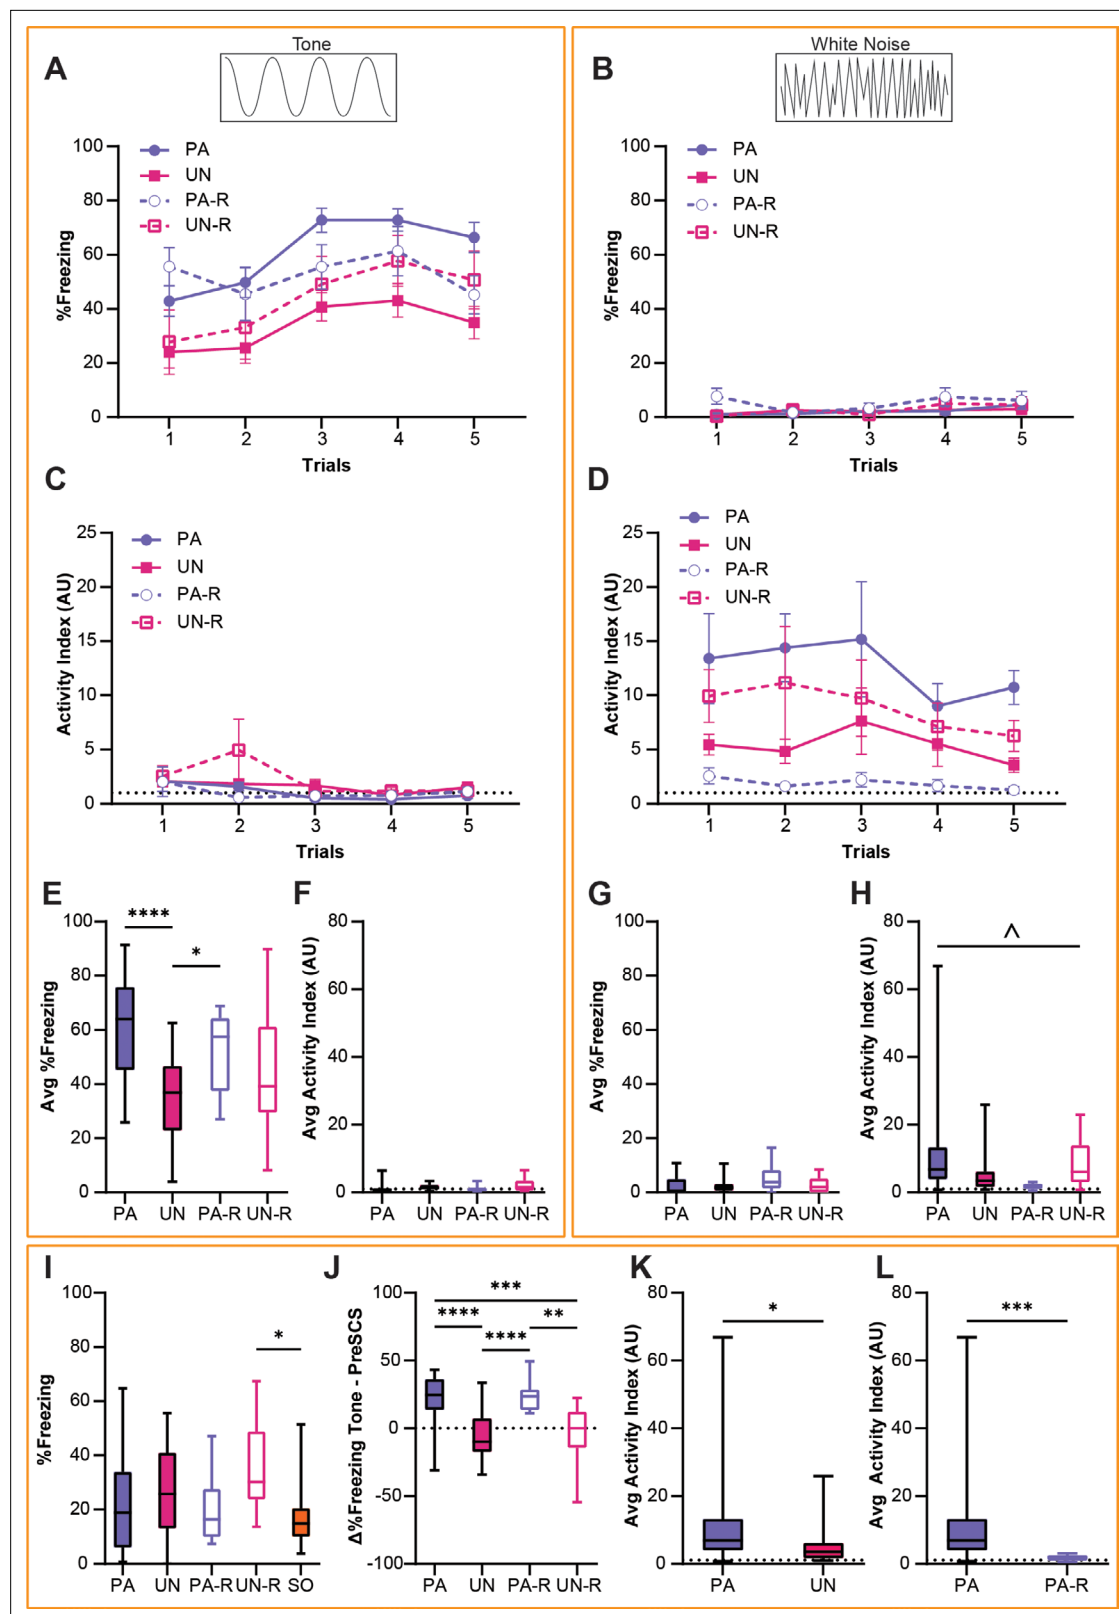 A
Tone
%Freezing
100
80
60
40
20
0
PA
UN
PA-R
UN-R
1 2 3 4 5
Trials
B
White Noise
%Freezing
100
80
60
40
20
0
PA
UN
PA-R
UN-R
1 2 3 4 5
Trials
C
Activity Index (AU)
25
20
15
10
5
0
PA
UN
PA-R
UN-R
1 2 3 4 5
Trials
D
Activity Index (AU)
25
20
15
10
5
0
PA
UN
PA-R
UN-R
1 2 3 4 5
Trials
E
Avg %Freezing
100
80
60
40
20
0
****
*
PA UN PA-R UN-R
F
Avg Activity Index (AU)
80
60
40
20
0
PA UN PA-R UN-R
G
Avg %Freezing
100
80
60
40
20
0
PA UN PA-R UN-R
H
Avg Activity Index (AU)
80
60
40
20
0
^
PA UN PA-R UN-R
I
%Freezing
100
80
60
40
20
0
*
PA UN PA-R UN-R SO
J
Δ%Freezing Tone - PreSCS
100
50
0
-50
-100
***
**** **
****
PA UN PA-R UN-R
K
Avg Activity Index (AU)
80
60
40
20
0
*
PA UN
L
Avg Activity Index (AU)
80
60
40
20
0
***
PA PA-R